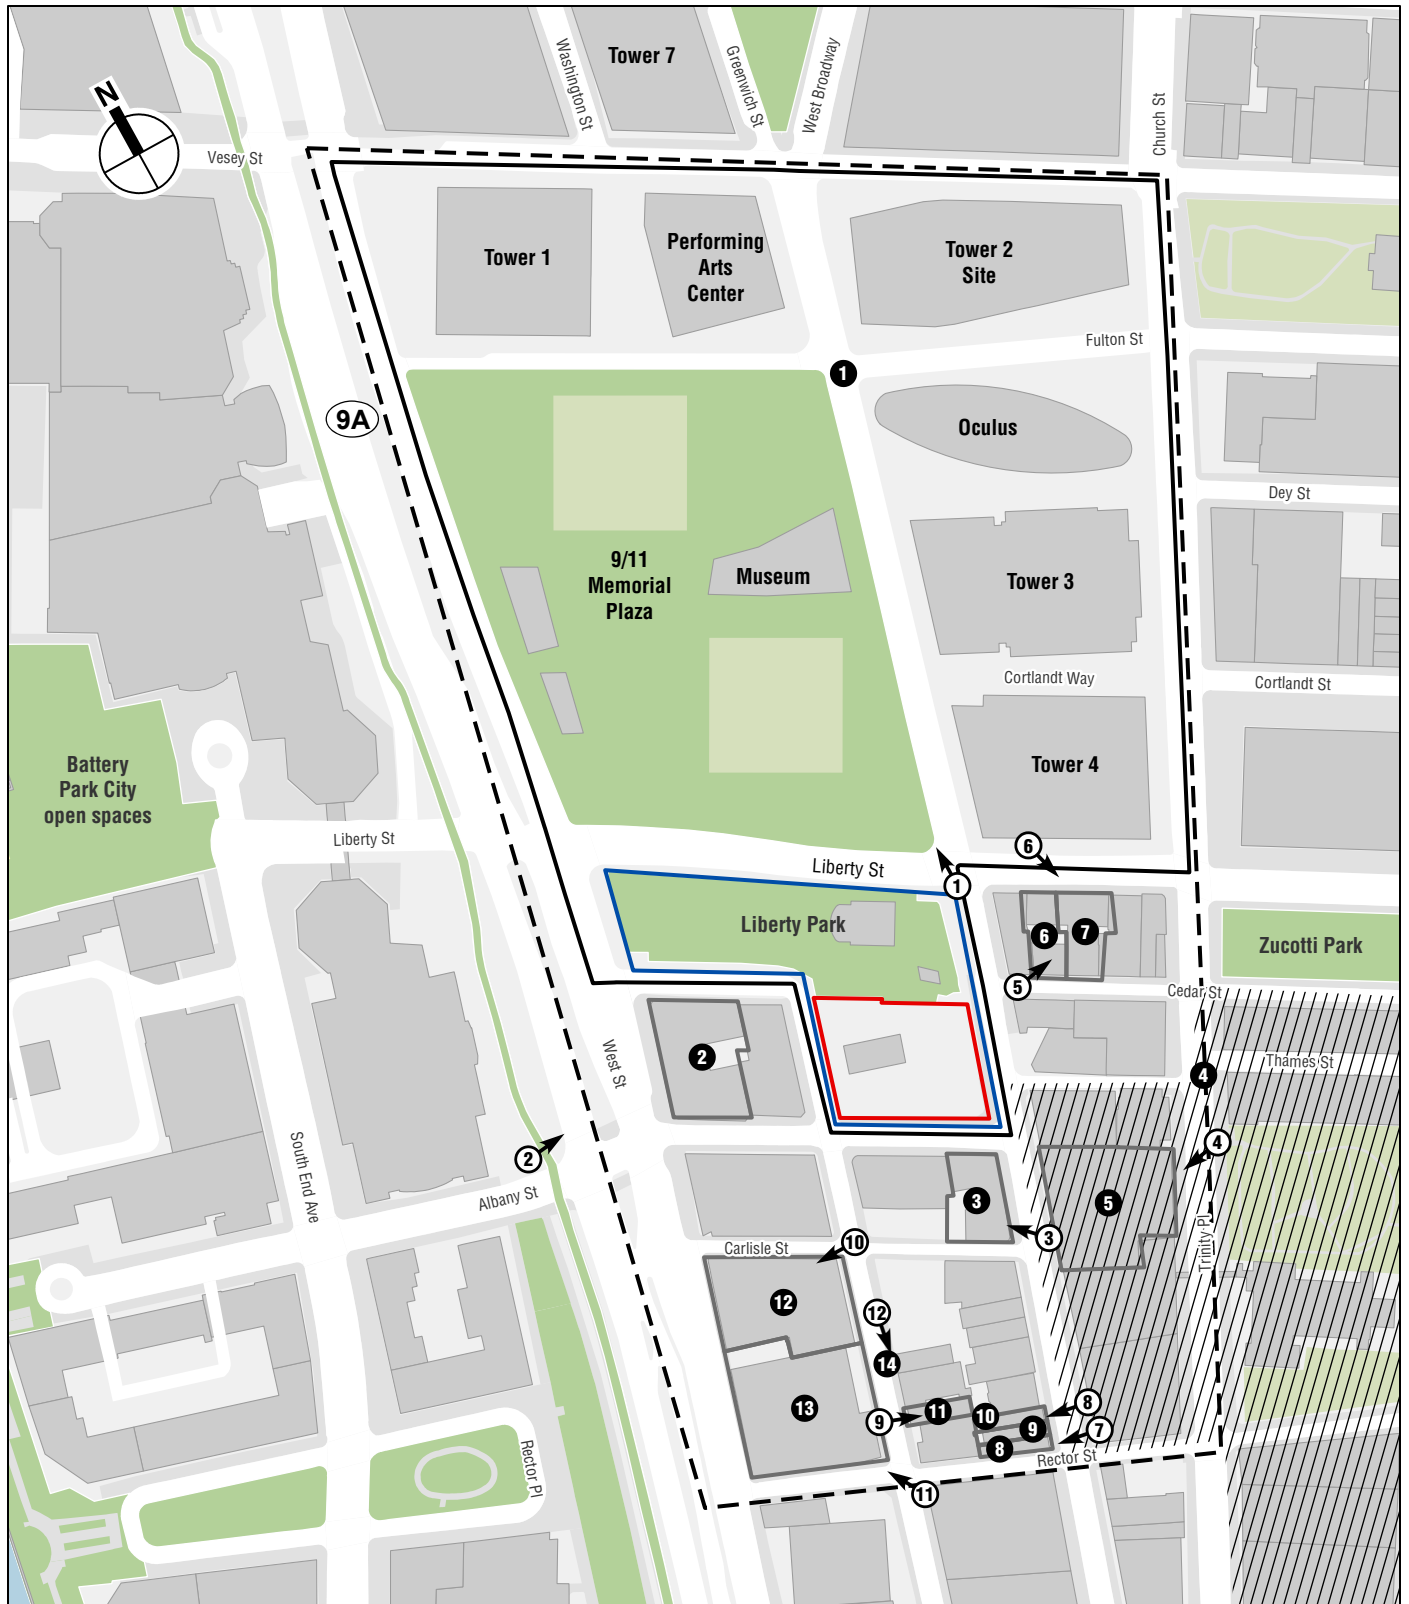 Tower 7
Washington St
Greenwich St
West Broadway
Church St
N
Vesey St
Tower 1
Performing
Arts
Center
Tower 2
Site
Fulton St
1
9A
Oculus
Dey St
9/11
Memorial
Plaza
Museum
Tower 3
Cortlandt Way
Cortlandt St
Battery
Park City
open spaces
Tower 4
Liberty St
Liberty St
6
1
Liberty Park
6
7
Zucotti Park
5
Cedar St
West St
2
Thames St
4
2
4
South End Ave
Albany St
3
5
3
Trinity Pl
Carlisle St
10
12
12
14
13
9
11
10
9
8
8
7
Rector St
Rector Pl
11